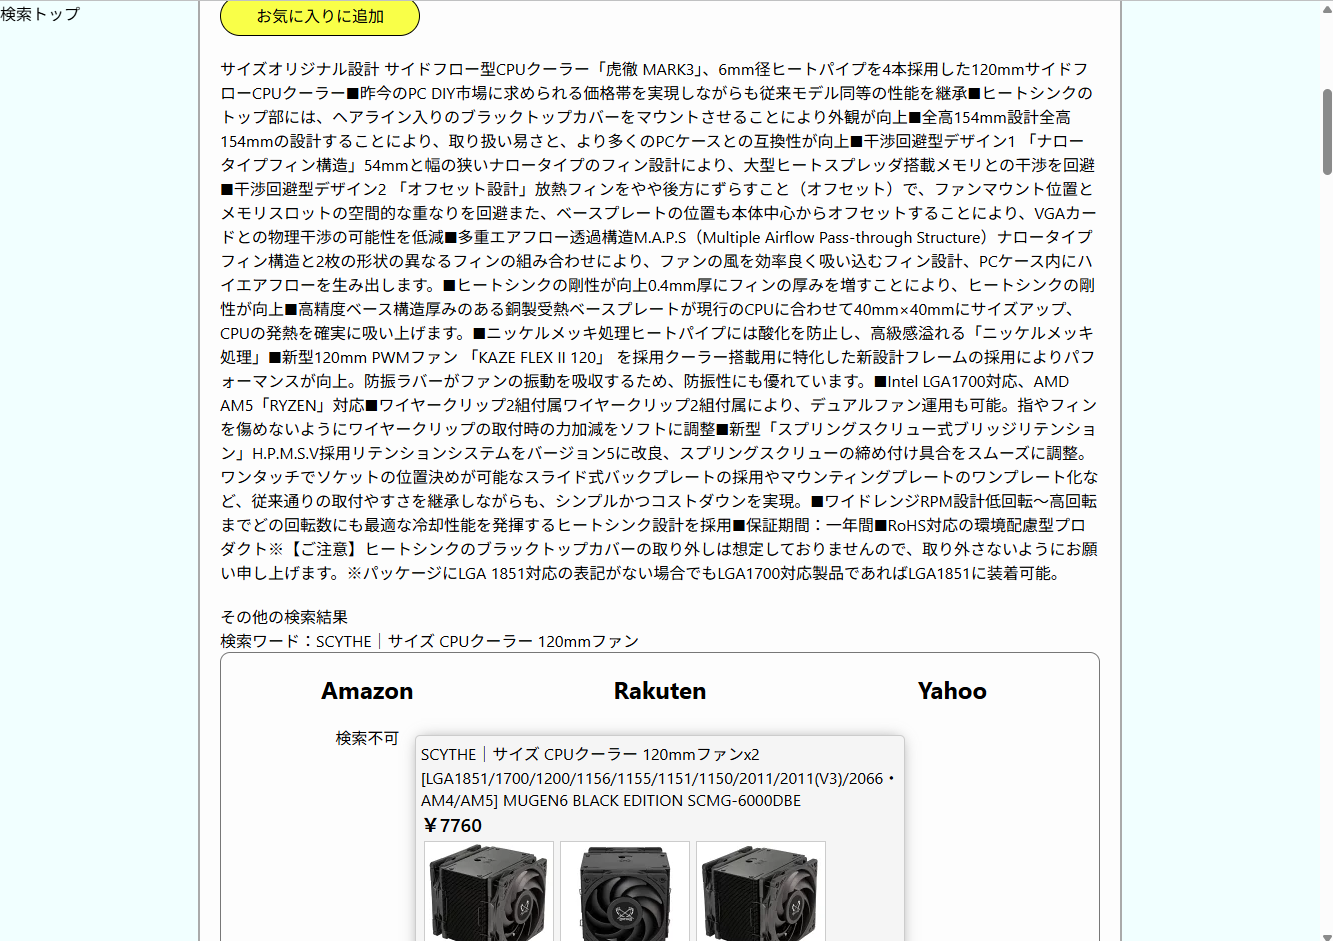 検索トップ
お気に入りに追加
サイズオリジナル設計 サイドフロー型CPUクーラー「虎徹 MARK3」、6mm径ヒートパイプを4本採用した120mmサイドフ
ローCPUクーラー■昨今のPC DIY市場に求められる価格帯を実現しながらも従来モデル同等の性能を継承■ヒートシンクの
トップ部には、ヘアライン入りのブラックトップカバーをマウントさせることにより外観が向上■全高154mm設計全高
154mmの設計することにより、取り扱い易さと、より多くのPCケースとの互換性が向上■干渉回避型デザイン1 「ナロー
タイプフィン構造」54mmと幅の狭いナロータイプのフィン設計により、大型ヒートスプレッダ搭載メモリとの干渉を回避
■干渉回避型デザイン2 「オフセット設計」放熱フィンをやや後方にずらすこと（オフセット）で、ファンマウント位置と
メモリスロットの空間的な重なりを回避また、ベースプレートの位置も本体中心からオフセットすることにより、VGAカー
ドとの物理干渉の可能性を低減■多重エアフロー透過構造M.A.P.S（Multiple Airflow Pass-through Structure）ナロータイプ
フィン構造と2枚の形状の異なるフィンの組み合わせにより、ファンの風を効率良く吸い込むフィン設計、PCケース内にハ
イエアフローを生み出します。■ヒートシンクの剛性が向上0.4mm厚にフィンの厚みを増すことにより、ヒートシンクの剛
性が向上■高精度ベース構造厚みのある銅製受熱ベースプレートが現行のCPUに合わせて40mm×40mmにサイズアップ、
CPUの発熱を確実に吸い上げます。■ニッケルメッキ処理ヒートパイプには酸化を防止し、高級感溢れる「ニッケルメッキ
処理」■新型120mm PWMファン 「KAZE FLEX II 120」 を採用クーラー搭載用に特化した新設計フレームの採用によりパフ
ォーマンスが向上。防振ラバーがファンの振動を吸収するため、防振性にも優れています。■Intel LGA1700対応、AMD
AM5「RYZEN」対応■ワイヤークリップ2組付属ワイヤークリップ2組付属により、デュアルファン運用も可能。指やフィン
を傷めないようにワイヤークリップの取付時の力加減をソフトに調整■新型「スプリングスクリュー式ブリッジリテンショ
ン」H.P.M.S.V採用リテンションシステムをバージョン5に改良、スプリングスクリューの締め付け具合をスムーズに調整。
ワンタッチでソケットの位置決めが可能なスライド式バックプレートの採用やマウンティングプレートのワンプレート化な
ど、従来通りの取付やすさを継承しながらも、シンプルかつコストダウンを実現。■ワイドレンジRPM設計低回転～高回転
までどの回転数にも最適な冷却性能を発揮するヒートシンク設計を採用■保証期間：一年間■RoHS対応の環境配慮型プロ
ダクト※【ご注意】ヒートシンクのブラックトップカバーの取り外しは想定しておりませんので、取り外さないようにお願
い申し上げます。※パッケージにLGA 1851対応の表記がない場合でもLGA1700対応製品であればLGA1851に装着可能。
その他の検索結果
検索ワード：SCYTHE｜サイズ CPUクーラー 120mmファン
Amazon
Rakuten
Yahoo
検索不可
SCYTHE｜サイズ CPUクーラー 120mmファンx2
[LGA1851/1700/1200/1156/1155/1151/1150/2011/2011(V3)/2066・
AM4/AM5] MUGEN6 BLACK EDITION SCMG-6000DBE
￥7760